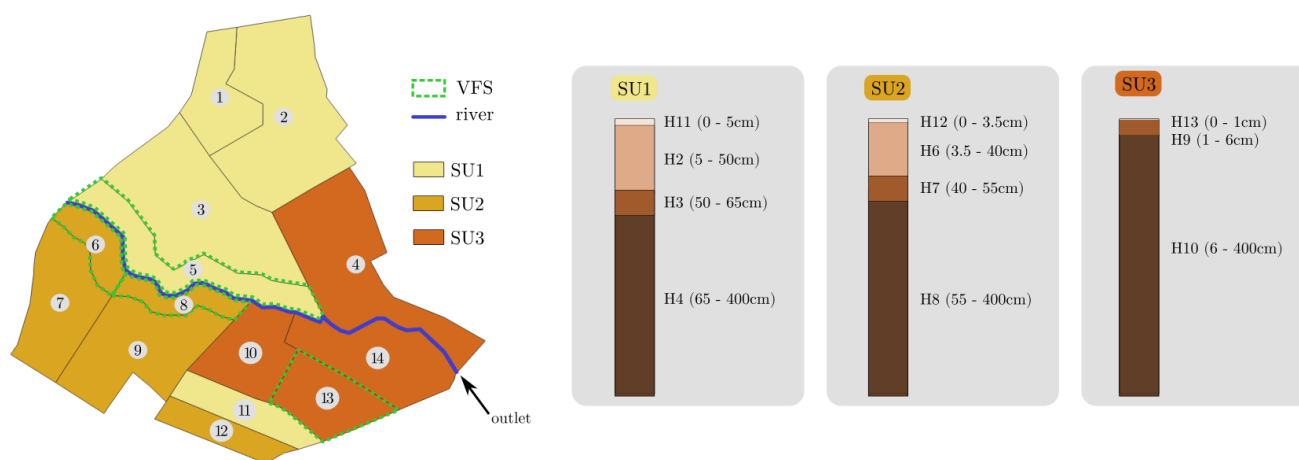 1
2
3
4
5
6
7
8
9
10
11
12
13
14
outlet
VFS
river
SU1
SU2
SU3
SU1
H11 (0 - 5cm)
H2 (5 - 50cm)
H3 (50 - 65cm)
H4 (65 - 400cm)
SU2
H12 (0 - 3.5cm)
H6 (3.5 - 40cm)
H7 (40 - 55cm)
H8 (55 - 400cm)
SU3
H13 (0 - 1cm)
H9 (1 - 6cm)
H10 (6 - 400cm)